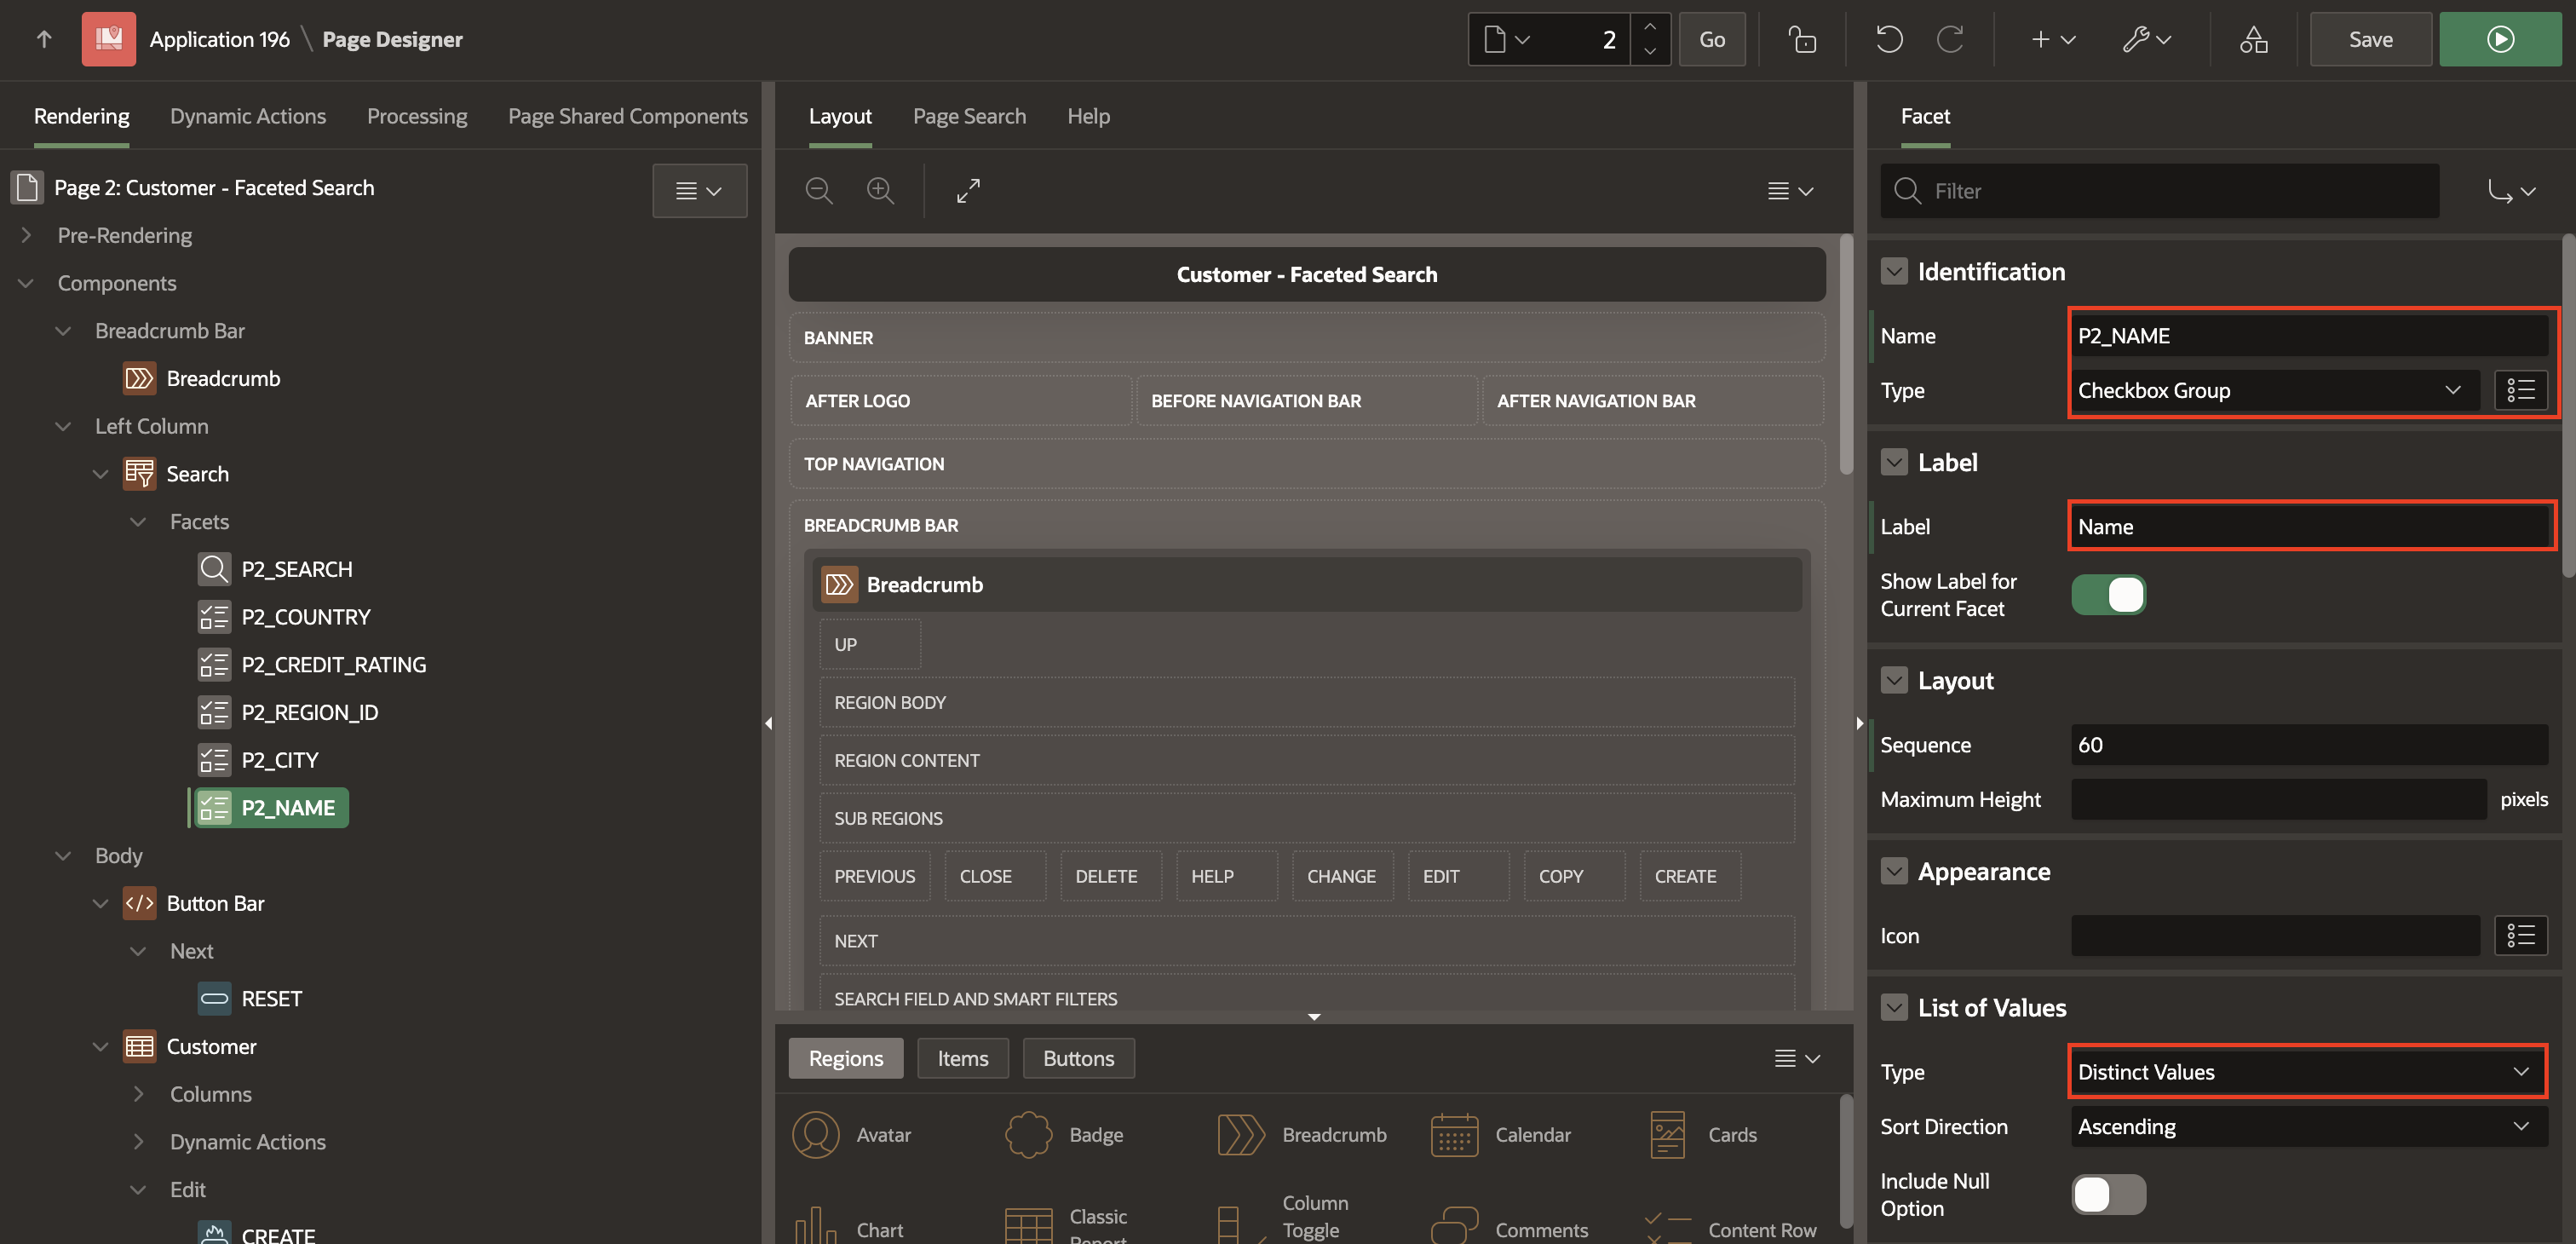 Application 196 \ Page Designer
2
Go
Save
Rendering
Dynamic Actions
Processing
Page Shared Components
Page 2: Customer - Faceted Search
Pre-Rendering
Components
Breadcrumb Bar
Breadcrumb
Left Column
Search
Facets
P2_SEARCH
P2_COUNTRY
P2_CREDIT_RATING
P2_REGION_ID
P2_CITY
P2_NAME
Body
Button Bar
Next
RESET
Customer
Columns
Dynamic Actions
Edit
CREATE
Layout
Page Search
Help
Customer - Faceted Search
BANNER
AFTER LOGO
BEFORE NAVIGATION BAR
AFTER NAVIGATION BAR
TOP NAVIGATION
BREADCRUMB BAR
Breadcrumb
UP
REGION BODY
REGION CONTENT
SUB REGIONS
PREVIOUS
CLOSE
DELETE
HELP
CHANGE
EDIT
COPY
CREATE
NEXT
SEARCH FIELD AND SMART FILTERS
Regions
Items
Buttons
Avatar
Badge
Breadcrumb
Calendar
Cards
Chart
Classic
Report
Column
Toggle
Comments
Content Row
Facet
Filter
Identification
Name
P2_NAME
Type
Checkbox Group
Label
Label
Name
Show Label for
Current Facet
Layout
Sequence
60
Maximum Height
pixels
Appearance
Icon
List of Values
Type
Distinct Values
Sort Direction
Ascending
Include Null
Option